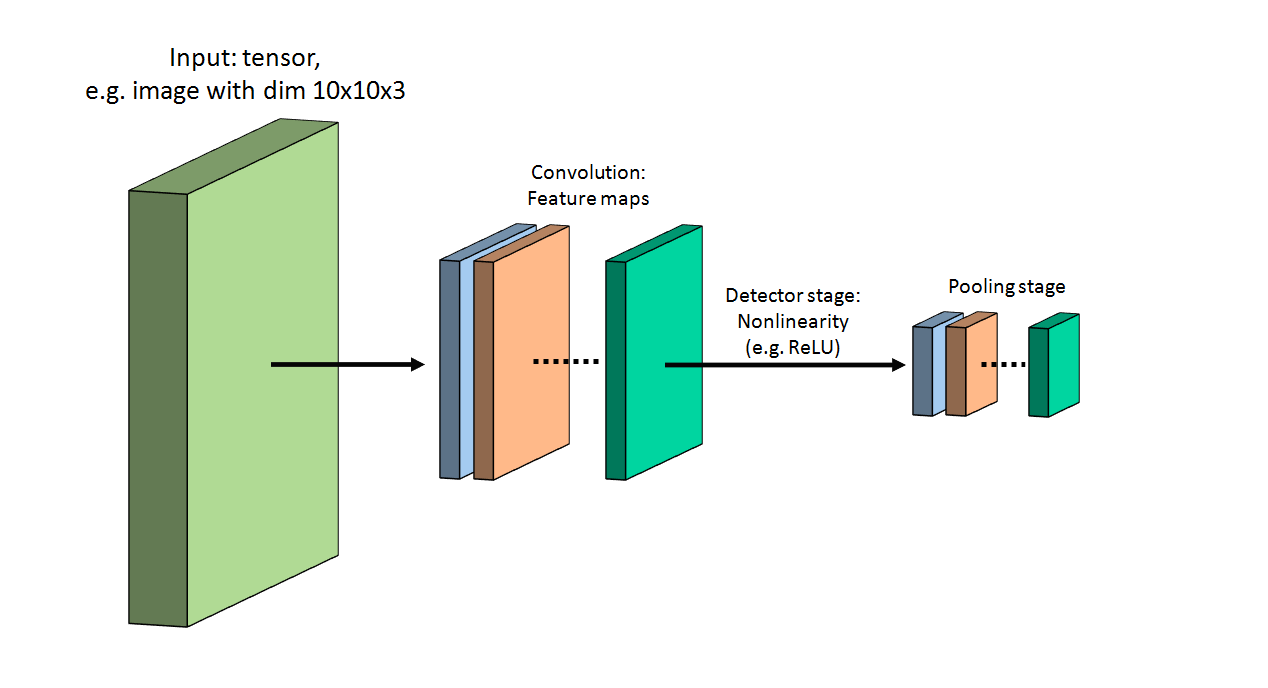 Input: tensor,
e.g. image with dim 10x10x3
Convolution:
Feature maps
Detector stage:
Nonlinearity
(e.g. ReLU)
Pooling stage